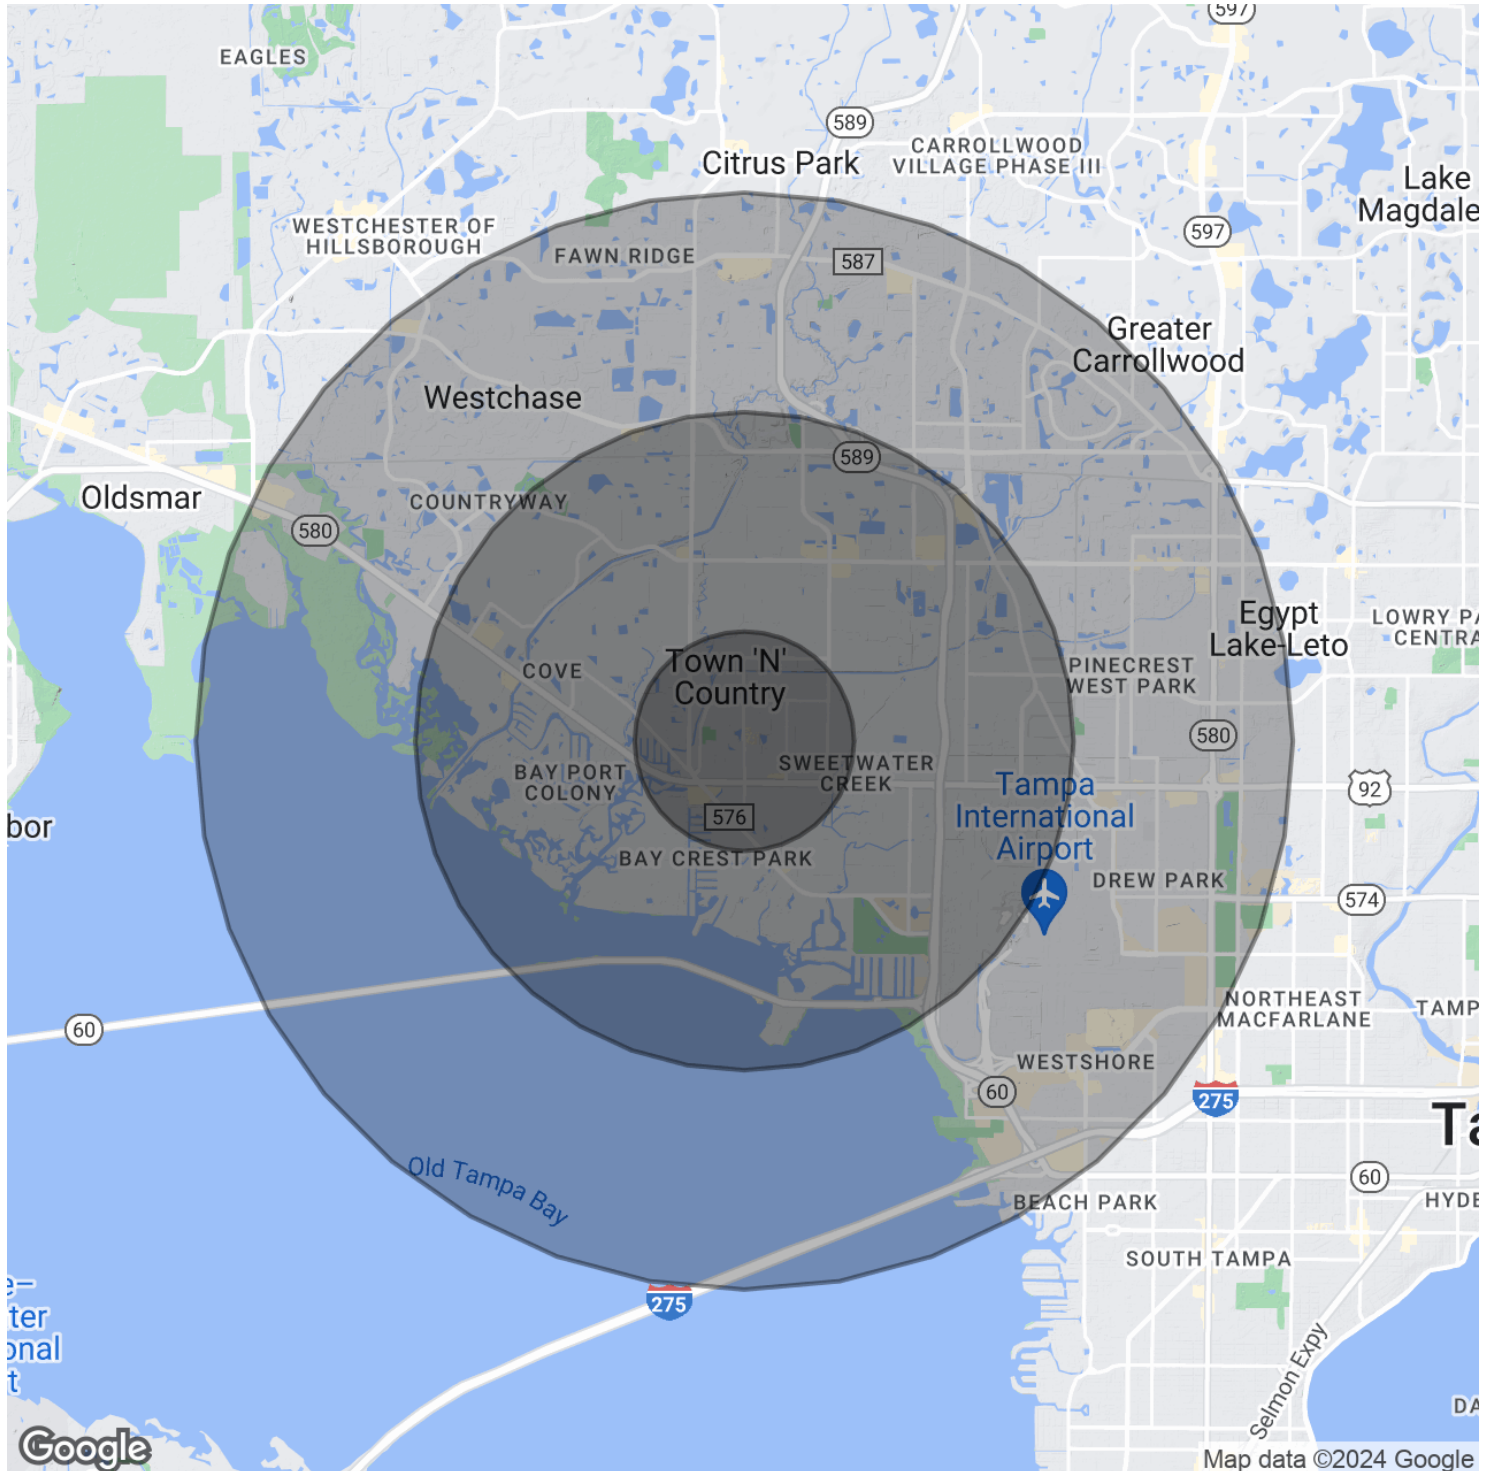 597
EAGLES
589
CARROLLWOOD
VILLAGE PHASE III
Citrus Park
Lake
Magdale
WESTCHESTER OF
HILLSBOROUGH
597
FAWN RIDGE
587
Greater
Carrollwood
Westchase
589
Oldsmar
COUNTRYWAY
580
Egypt
Lake-Leto
LOWRY PA
CENTRA
Town 'N'
Country
COVE
PINECREST
WEST PARK
580
SWEETWATER
CREEK
BAY PORT
COLONY
Tampa
International
Airport
92
576
bor
BAY CREST PARK
DREW PARK
574
NORTHEAST
MACFARLANE
TAMP
60
WESTSHORE
60
275
Ta
Old Tampa Bay
60
BEACH PARK
HYDE
SOUTH TAMPA
275
e-
ter
onal
t
Selmon Expy
DA
Google
Map data ©2024 Google